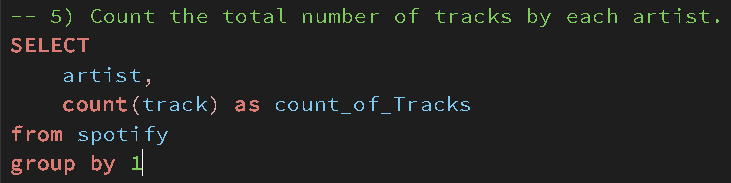 -- 5) Count the total number of tracks by each artist.
SELECT
    artist,
    count(track) as count_of_Tracks
from spotify
group by 1